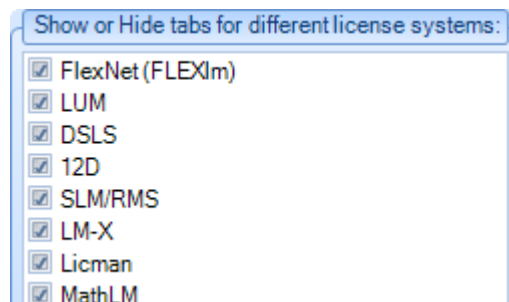 Show or Hide tabs for different license systems:
FlexNet (FLEXlm)
LUM
DSLS
12D
SLM/RMS
LM-X
Licman
MathLM